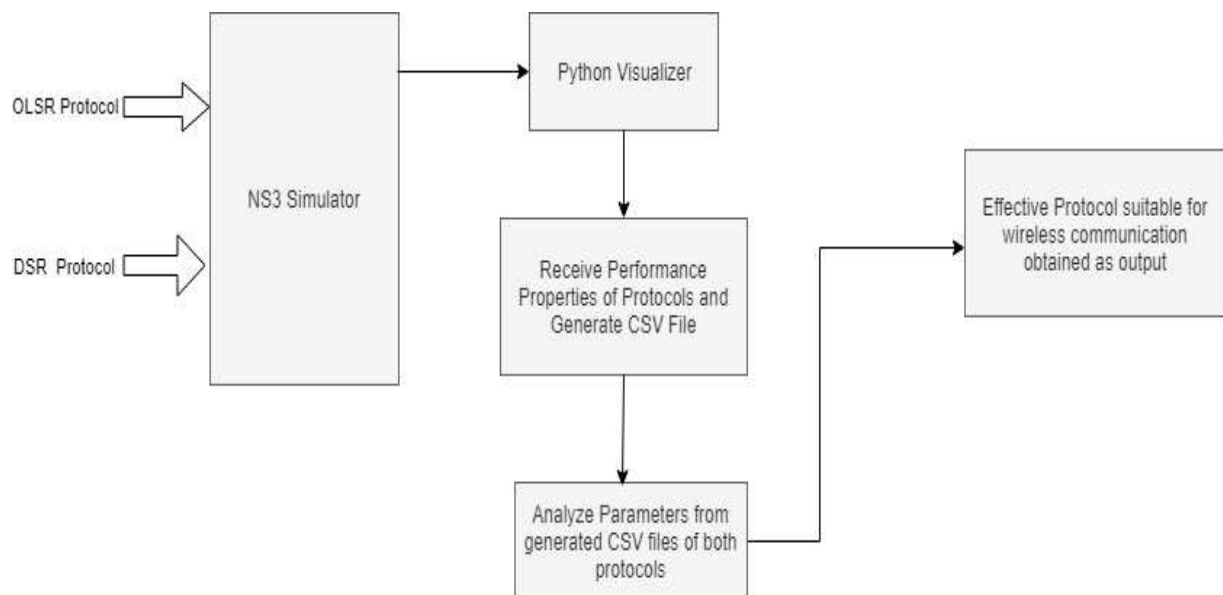 OLSR Protocol
DSR Protocol
NS3 Simulator
Python Visualizer
Receive Performance
Properties of Protocols and
Generate CSV File
Analyze Parameters from
generated CSV files of both
protocols
Effective Protocol suitable for
wireless communication
obtained as output